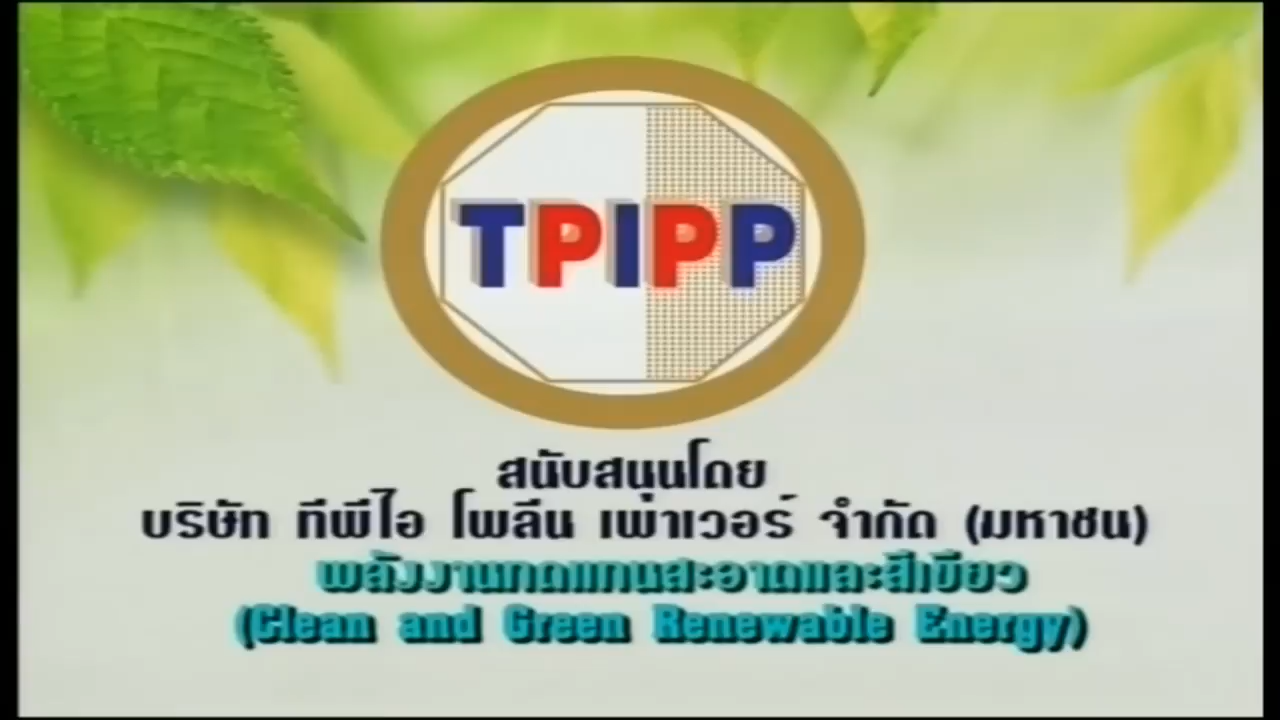 TPIPP
สนับสนุนโดย
บริษัท ทีพีไอ โพลีน เพาเวอร์ จำกัด (มหาชน)
พลังงานทดแทนสะอาดและสีเขียว
(Clean and Green Renewable Energy)